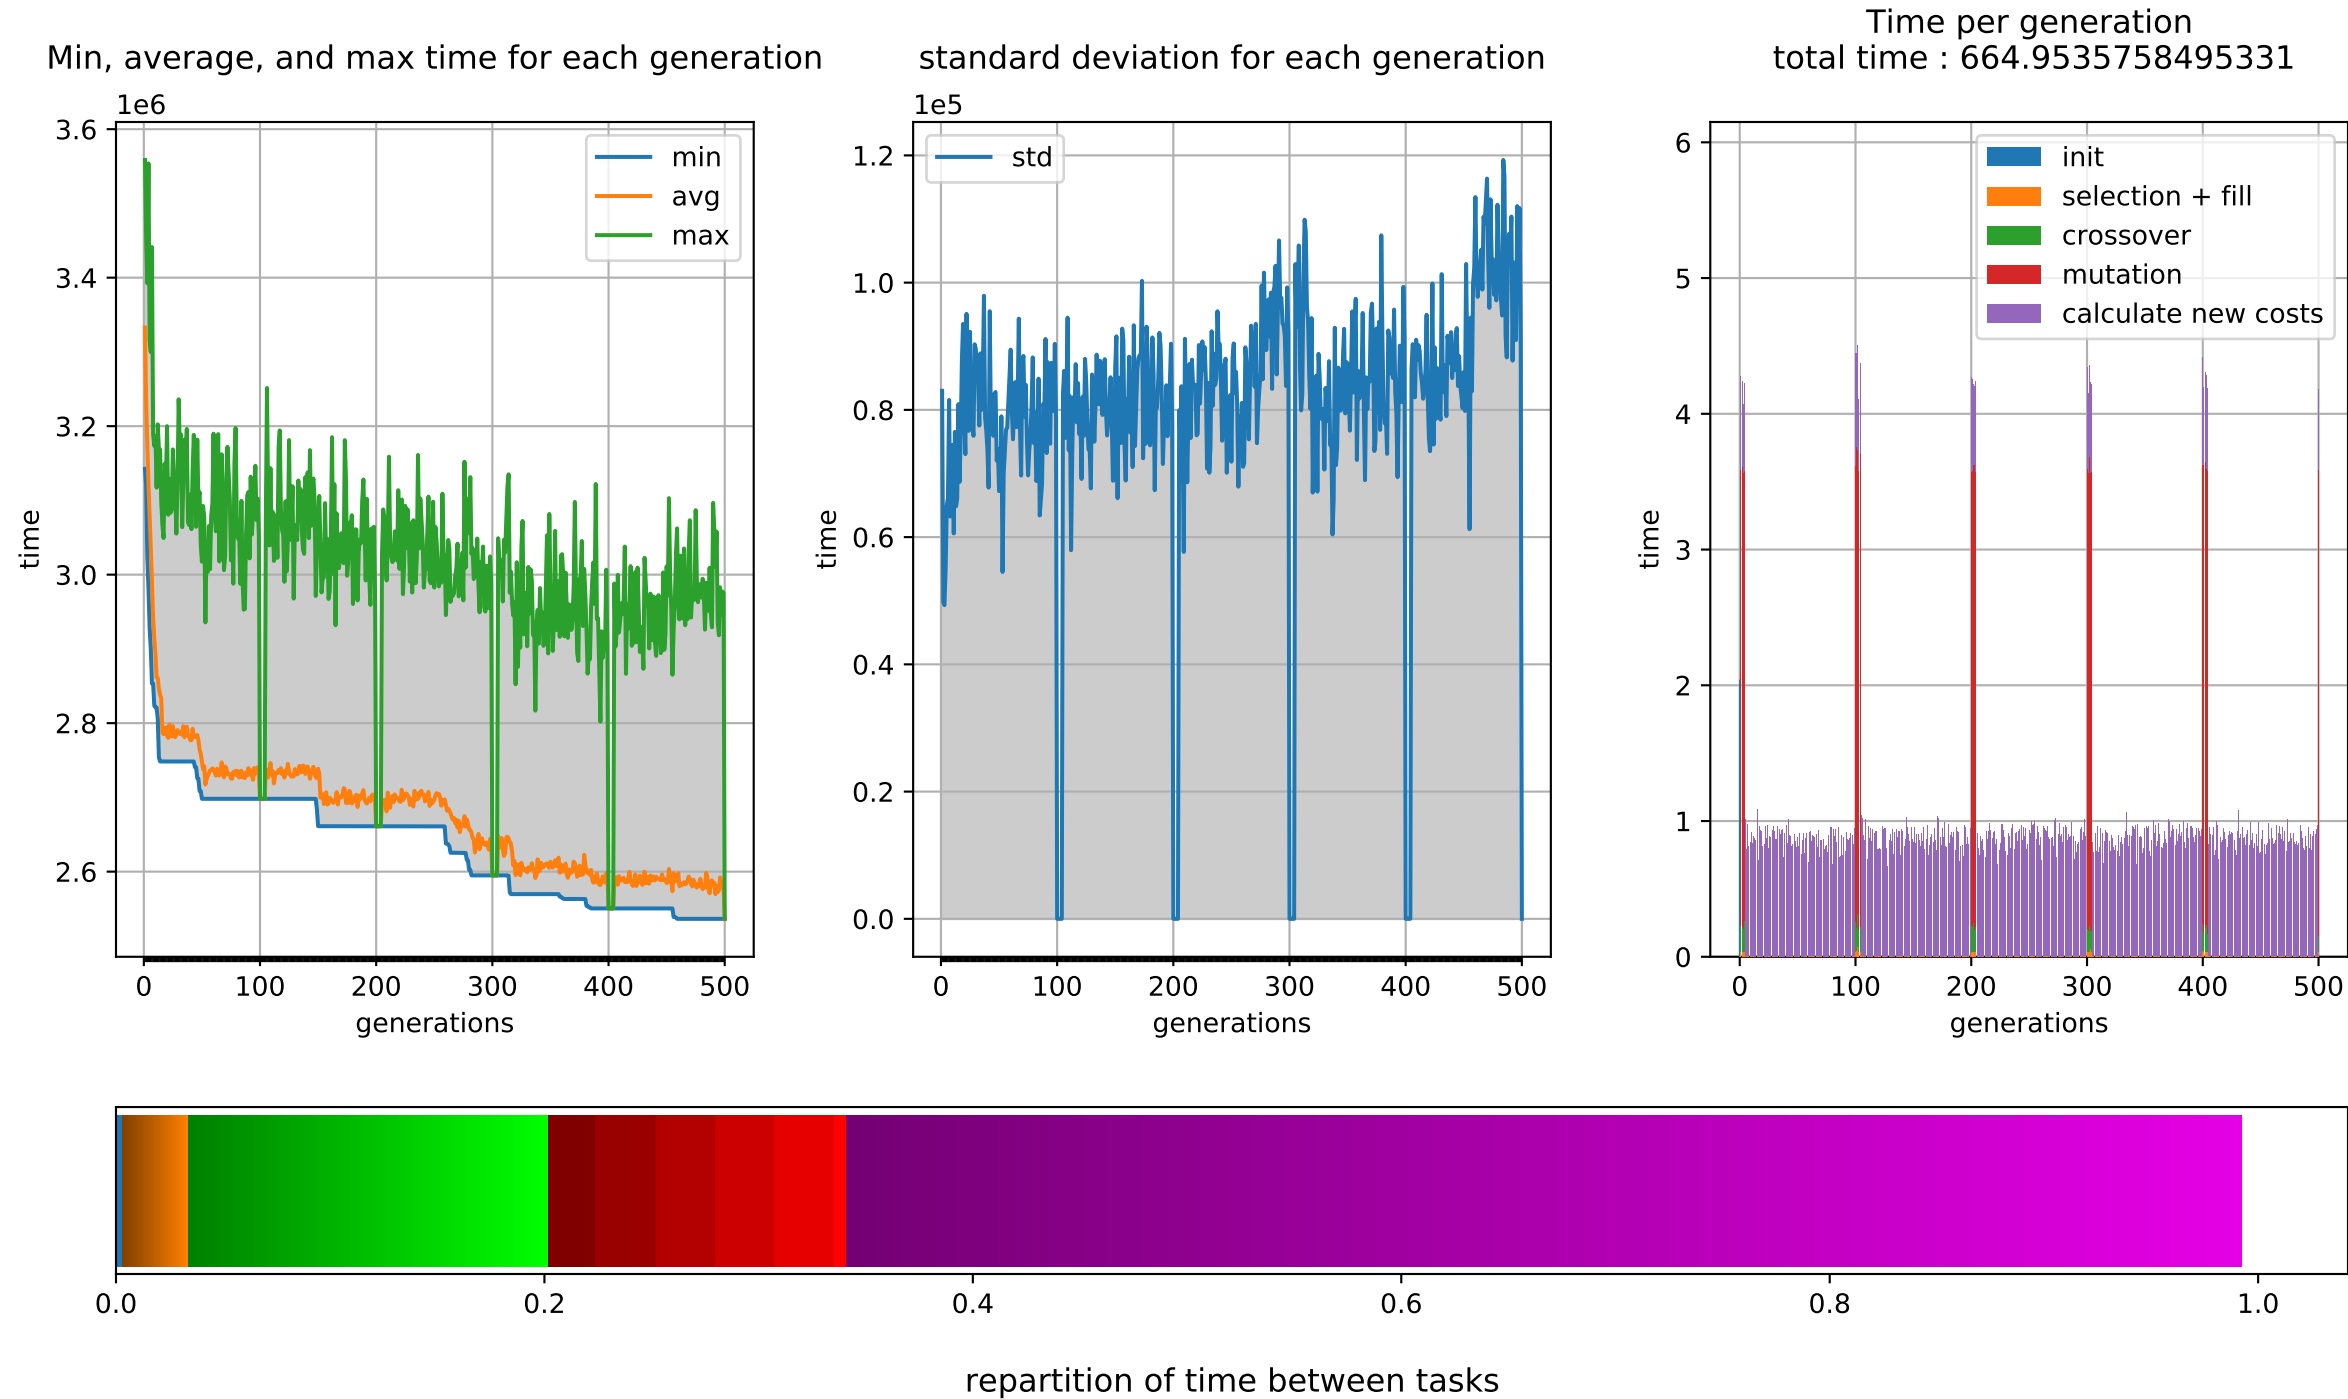 Min, average, and max time for each generation
1e6
3.6
3.4
3.2
3.0
2.8
2.6
time
min
avg
max
0 100 200 300 400 500
generations
standard deviation for each generation
1e5
1.2
1.0
0.8
0.6
0.4
0.2
0.0
time
std
0 100 200 300 400 500
generations
Time per generation
total time : 664.9535758495331
6
5
4
3
2
1
0
time
init
selection + fill
crossover
mutation
calculate new costs
0 100 200 300 400 500
generations
0.0 0.2 0.4 0.6 0.8 1.0
repartition of time between tasks